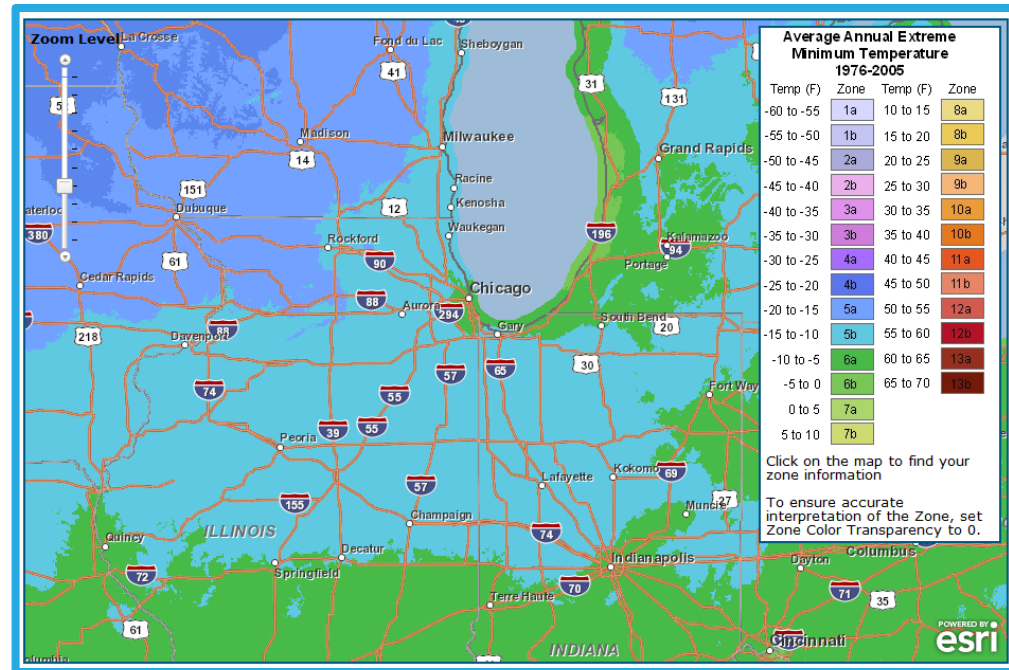 Zoom Level
La Crosse
Fond du Lac
43
Sheboygan
41
31
131
5
Madison
14
Milwaukee
Grand Rapids
151
Racine
Dubuque
12
Kenosha
Waukegan
380
196
Kalamazoo
94
Rockford
Portage
61
90
Cedar Rapids
Chicago
88
Aurora
294
South Bend
218
88
Gary
20
Davenport
30
57
65
74
55
Fort Way
39
55
Peoria
Kokomo
69
57
Lafayette
155
27
Muncie
Champaign
ILLINOIS
74
Quincy
Decatur
Indianapolis
Columbus
Springfield
Dayton
72
70
71
Terre Haute
35
61
INDIANA
Cincinnati
olumbia
Average Annual Extreme
Minimum Temperature
1976-2005
Temp (F) Zone Temp (F) Zone
-60 to -55 1a 10 to 15 8a
-55 to -50 1b 15 to 20 8b
-50 to -45 2a 20 to 25 9a
-45 to -40 2b 25 to 30 9b
-40 to -35 3a 30 to 35 10a
-35 to -30 3b 35 to 40 10b
-30 to -25 4a 40 to 45 11a
-25 to -20 4b 45 to 50 11b
-20 to -15 5a 50 to 55 12a
-15 to -10 5b 55 to 60 12b
-10 to -5 6a 60 to 65 13a
-5 to 0 6b 65 to 70 13b
0 to 5 7a
5 to 10 7b
Click on the map to find your
zone information
To ensure accurate
interpretation of the Zone, set
Zone Color Transparency to 0.
POWERED BY
esri